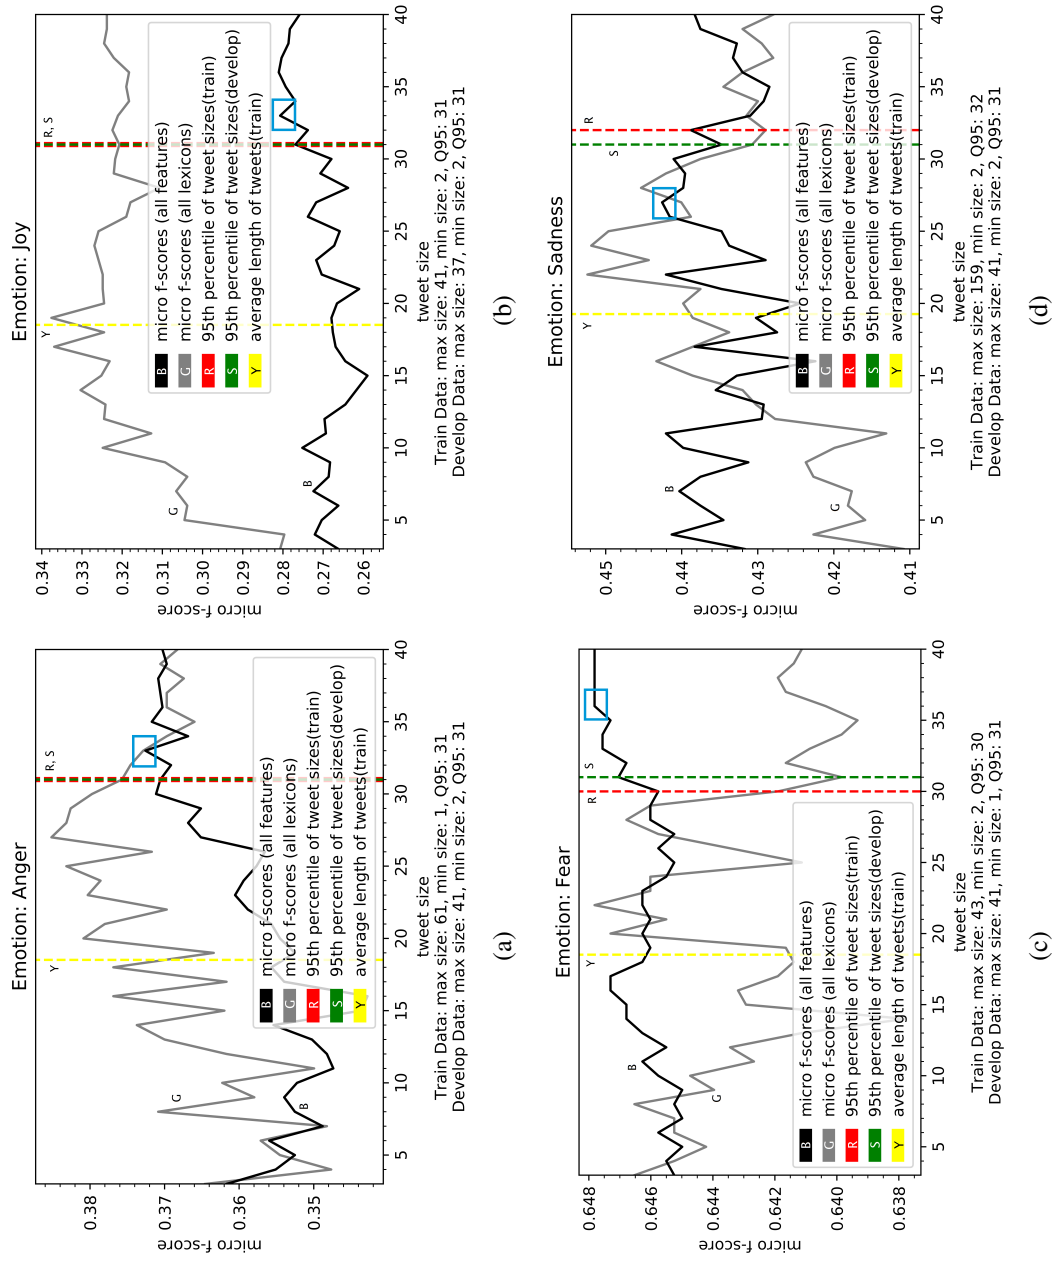 Emotion: Anger
Y
R, S
G
B
0.38
0.37
0.36
0.35
micro f-score
B micro f-scores (all features)
G micro f-scores (all lexicons)
R 95th percentile of tweet sizes(train)
S 95th percentile of tweet sizes(develop)
Y average length of tweets(train)
5 10 15 20 25 30 35 40
tweet size
Train Data: max size: 61, min size: 1, Q95: 31
Develop Data: max size: 41, min size: 2, Q95: 31
(a)
Emotion: Joy
Y
R, S
G
B
0.34
0.33
0.32
0.31
0.30
0.29
0.28
0.27
0.26
micro f-score
B micro f-scores (all features)
G micro f-scores (all lexicons)
R 95th percentile of tweet sizes(train)
S 95th percentile of tweet sizes(develop)
Y average length of tweets(train)
5 10 15 20 25 30 35 40
tweet size
Train Data: max size: 41, min size: 2, Q95: 31
Develop Data: max size: 37, min size: 2, Q95: 31
(b)
Emotion: Fear
Y
R
S
B
G
0.648
0.646
0.644
0.642
0.640
0.638
micro f-score
B micro f-scores (all features)
G micro f-scores (all lexicons)
R 95th percentile of tweet sizes(train)
S 95th percentile of tweet sizes(develop)
Y average length of tweets(train)
5 10 15 20 25 30 35 40
tweet size
Train Data: max size: 43, min size: 2, Q95: 30
Develop Data: max size: 41, min size: 1, Q95: 31
(c)
Emotion: Sadness
Y
S
R
B
G
0.45
0.44
0.43
0.42
0.41
micro f-score
B micro f-scores (all features)
G micro f-scores (all lexicons)
R 95th percentile of tweet sizes(train)
S 95th percentile of tweet sizes(develop)
Y average length of tweets(train)
5 10 15 20 25 30 35 40
tweet size
Train Data: max size: 159, min size: 2, Q95: 32
Develop Data: max size: 41, min size: 2, Q95: 31
(d)